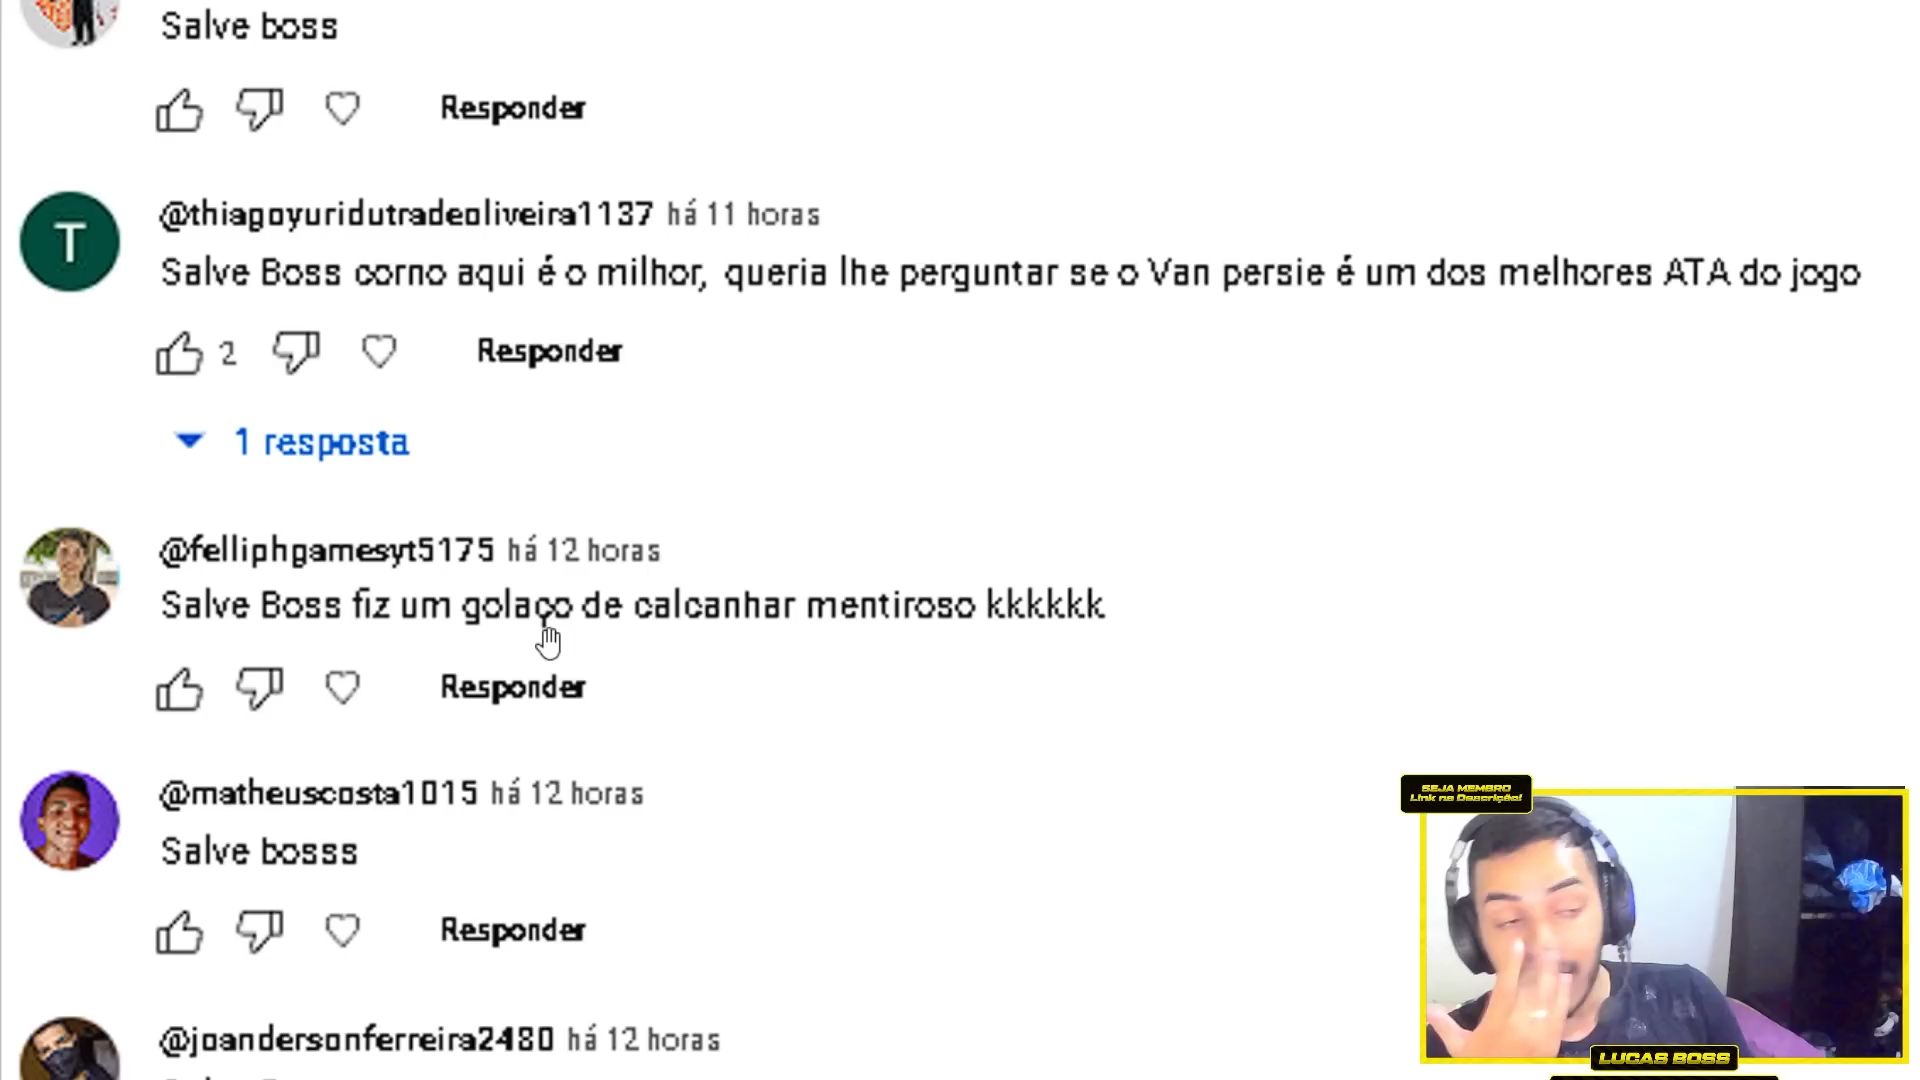 Salve boss
Responder
T
@thiagoyuridutradeoliveira1137 há 11 horas
Salve Boss corno aqui é o milhor, queria lhe perguntar se o Van persie é um dos melhores ATA do jogo
2
Responder
1 resposta
@felliphgamesyt5175 há 12 horas
Salve Boss fiz um golaço de calcanhar mentiroso kkkkkk
Responder
@matheuscosta1015 há 12 horas
Salve bosss
Responder
@joandersonferreira2480 há 12 horas
SEJA MEMBRO
Link na Descrição!
LUCAS BOSS